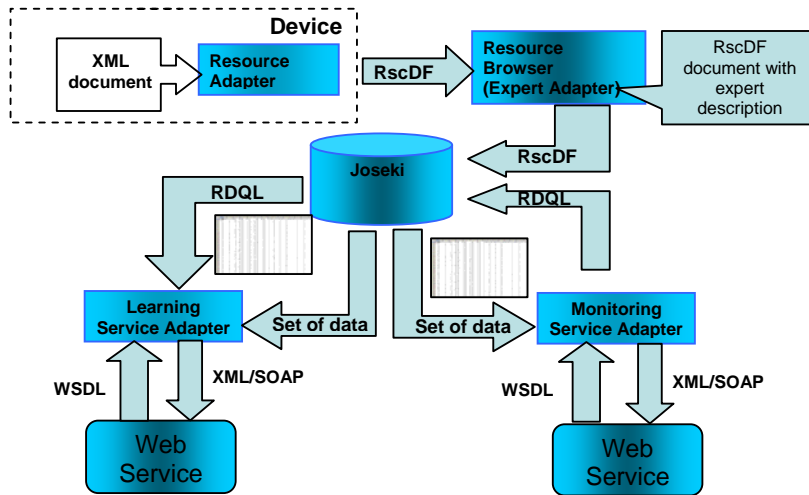 Device
XML
document
Resource
Adapter
RscDF
Resource
Browser
(Expert Adapter)
RscDF
document with
expert
description
RscDF
Joseki
RDQL
RDQL
Learning
Service Adapter
Set of data
Set of data
Monitoring
Service Adapter
WSDL
XML/SOAP
WSDL
XML/SOAP
Web
Service
Web
Service